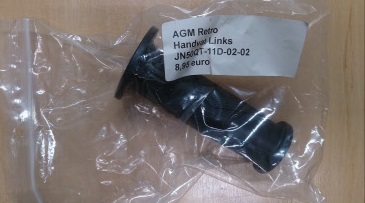 AGM Retro
Handvat Links
JN50QT-11D-02-02
8,95 euro